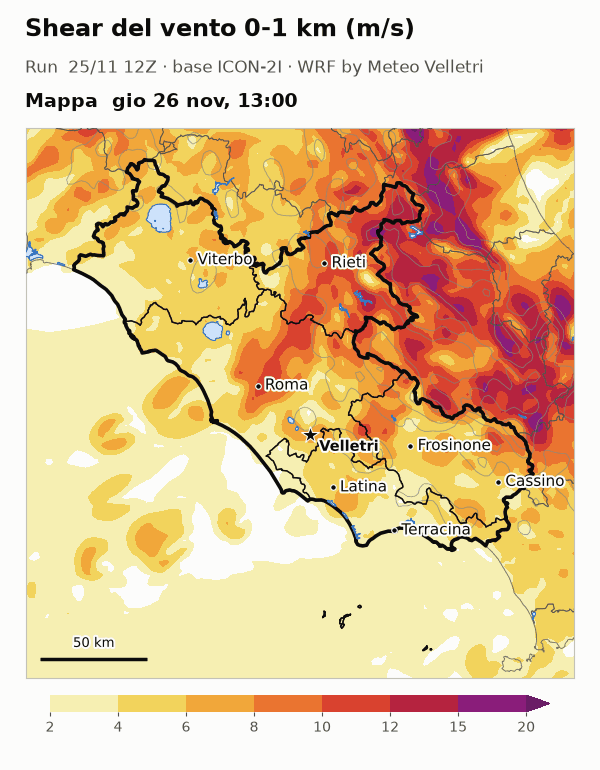 Shear del vento 0-1 km (m/s)
Run  25/11 12Z · base ICON-2I · WRF by Meteo Velletri
Mappa  gio 26 nov, 13:00
Viterbo
Rieti
Roma
Velletri
Frosinone
Latina
Cassino
Terracina
50 km
2 4 6 8 10 12 15 20